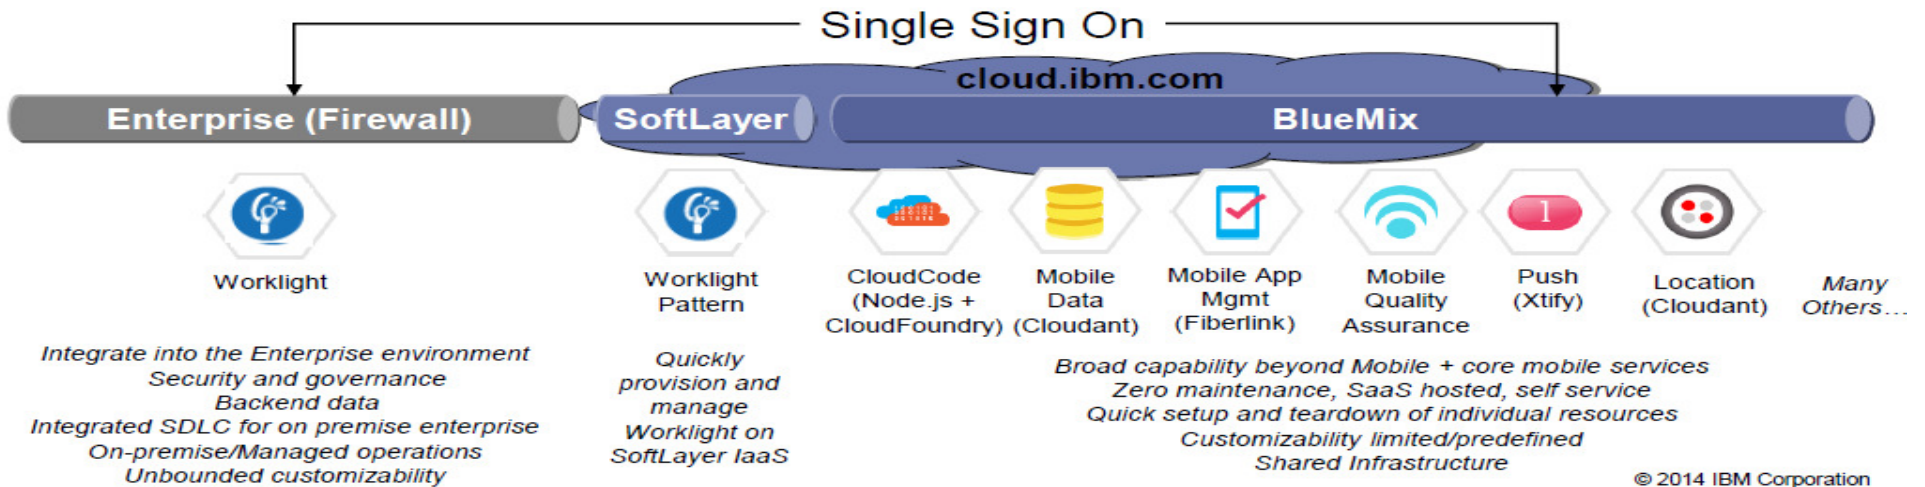 Single Sign On
cloud.ibm.com
Enterprise (Firewall)
SoftLayer
BlueMix
1
Worklight
Worklight
Pattern
CloudCode
(Node.js +
CloudFoundry)
Mobile
Data
(Cloudant)
Mobile App
Mgmt
(Fiberlink)
Mobile
Quality
Assurance
Push
(Xtify)
Location
(Cloudant)
Many
Others…
Integrate into the Enterprise environment
Security and governance
Backend data
Integrated SDLC for on premise enterprise
On-premise/Managed operations
Unbounded customizability
Quickly
provision and
manage
Worklight on
SoftLayer IaaS
Broad capability beyond Mobile + core mobile services
Zero maintenance, SaaS hosted, self service
Quick setup and teardown of individual resources
Customizability limited/predefined
Shared Infrastructure
© 2014 IBM Corporation